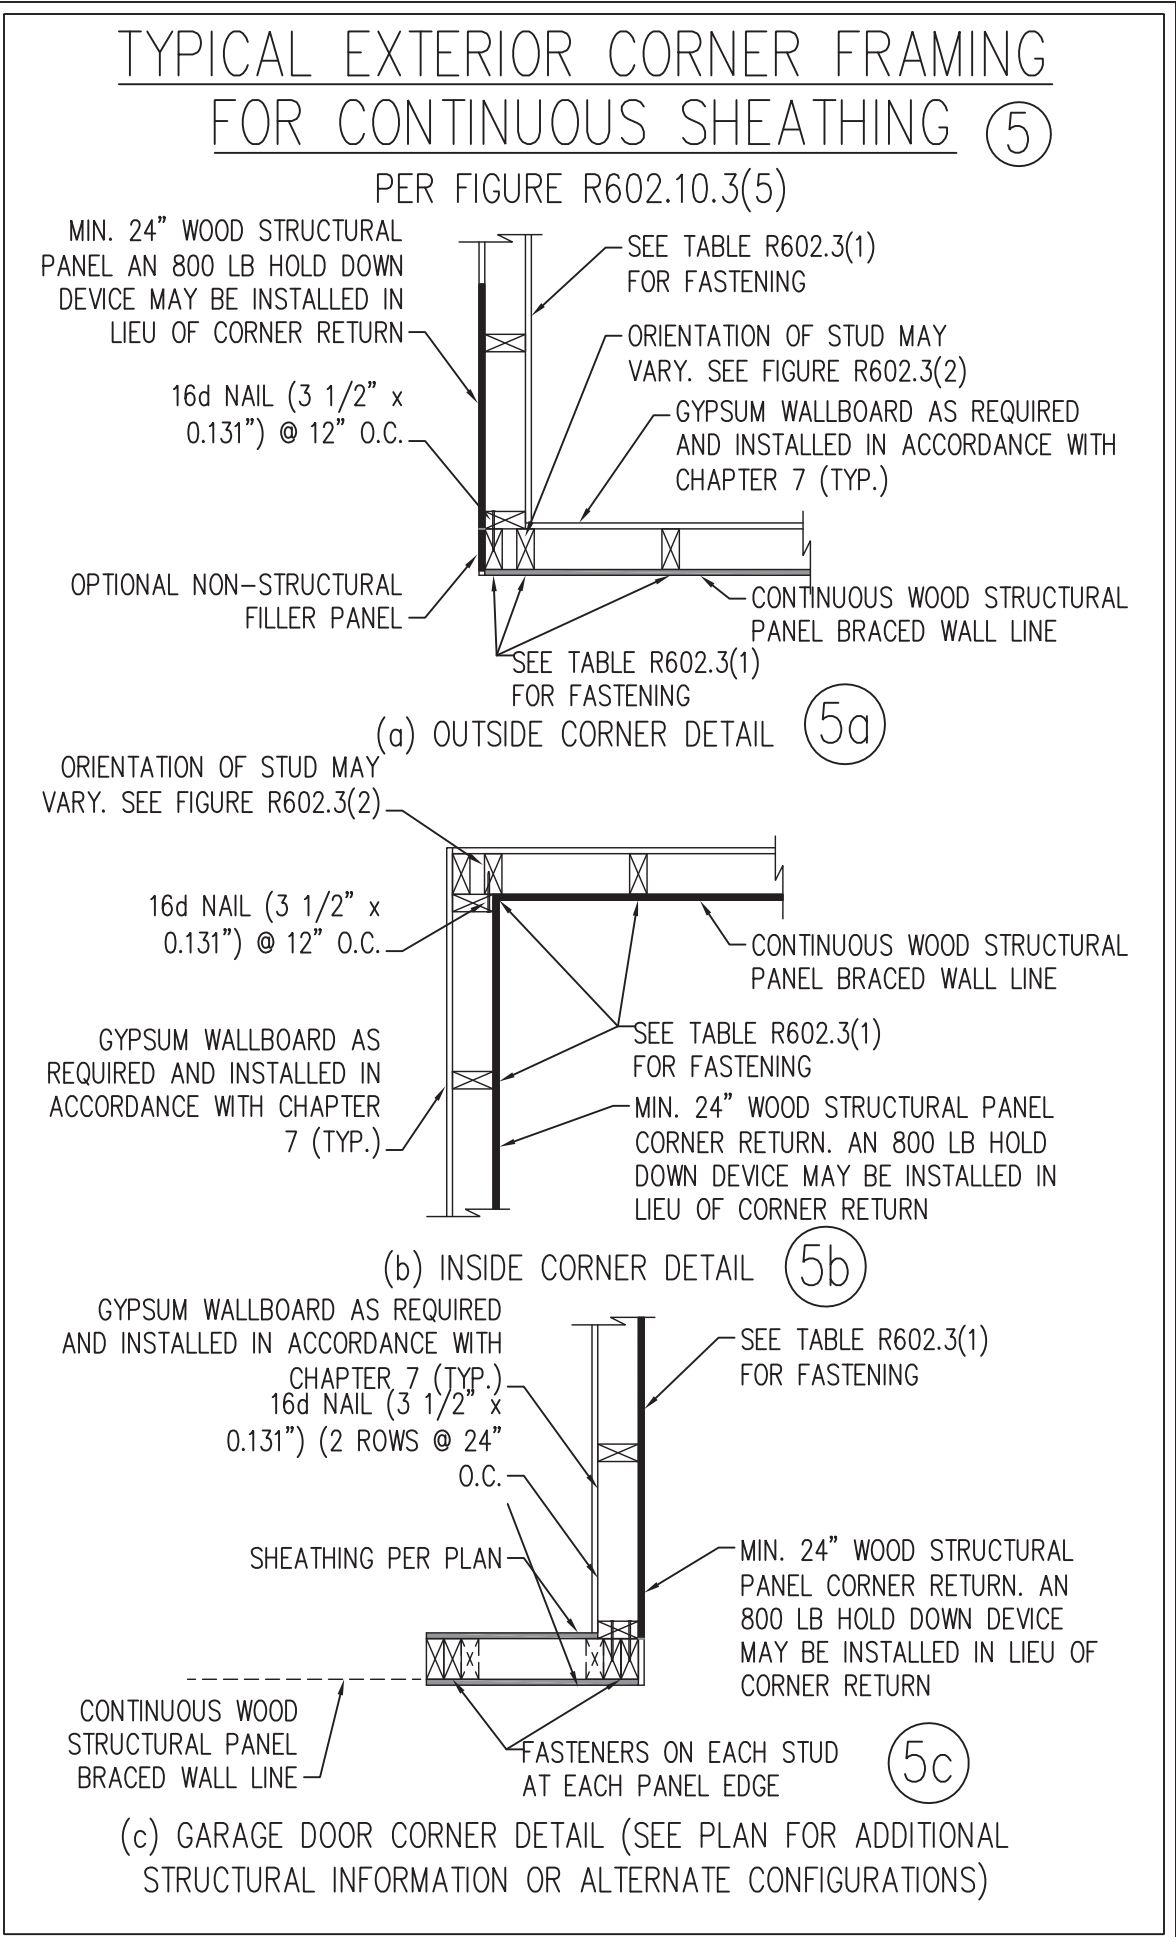 TYPICAL EXTERIOR CORNER FRAMING
FOR CONTINUOUS SHEATHING 5
PER FIGURE R602.10.3(5)
MIN. 24" WOOD STRUCTURAL
PANEL AN 800 LB HOLD DOWN
DEVICE MAY BE INSTALLED IN
LIEU OF CORNER RETURN
16d NAIL (3 1/2" x
0.131") @ 12" O.C.
OPTIONAL NON-STRUCTURAL
FILLER PANEL
SEE TABLE R602.3(1)
FOR FASTENING
ORIENTATION OF STUD MAY
VARY. SEE FIGURE R602.3(2)
GYPSUM WALLBOARD AS REQUIRED
AND INSTALLED IN ACCORDANCE WITH
CHAPTER 7 (TYP.)
CONTINUOUS WOOD STRUCTURAL
PANEL BRACED WALL LINE
SEE TABLE R602.3(1)
FOR FASTENING
(a) OUTSIDE CORNER DETAIL 5a
ORIENTATION OF STUD MAY
VARY. SEE FIGURE R602.3(2)
16d NAIL (3 1/2" x
0.131") @ 12" O.C.
GYPSUM WALLBOARD AS
REQUIRED AND INSTALLED IN
ACCORDANCE WITH CHAPTER
7 (TYP.)
CONTINUOUS WOOD STRUCTURAL
PANEL BRACED WALL LINE
SEE TABLE R602.3(1)
FOR FASTENING
MIN. 24" WOOD STRUCTURAL PANEL
CORNER RETURN. AN 800 LB HOLD
DOWN DEVICE MAY BE INSTALLED IN
LIEU OF CORNER RETURN
(b) INSIDE CORNER DETAIL 5b
GYPSUM WALLBOARD AS REQUIRED
AND INSTALLED IN ACCORDANCE WITH
CHAPTER 7 (TYP.)
16d NAIL (3 1/2" x
0.131") (2 ROWS @ 24"
O.C.
SHEATHING PER PLAN
CONTINUOUS WOOD
STRUCTURAL PANEL
BRACED WALL LINE
SEE TABLE R602.3(1)
FOR FASTENING
MIN. 24" WOOD STRUCTURAL
PANEL CORNER RETURN. AN
800 LB HOLD DOWN DEVICE
MAY BE INSTALLED IN LIEU OF
CORNER RETURN
FASTENERS ON EACH STUD
AT EACH PANEL EDGE
5c
(c) GARAGE DOOR CORNER DETAIL (SEE PLAN FOR ADDITIONAL
STRUCTURAL INFORMATION OR ALTERNATE CONFIGURATIONS)